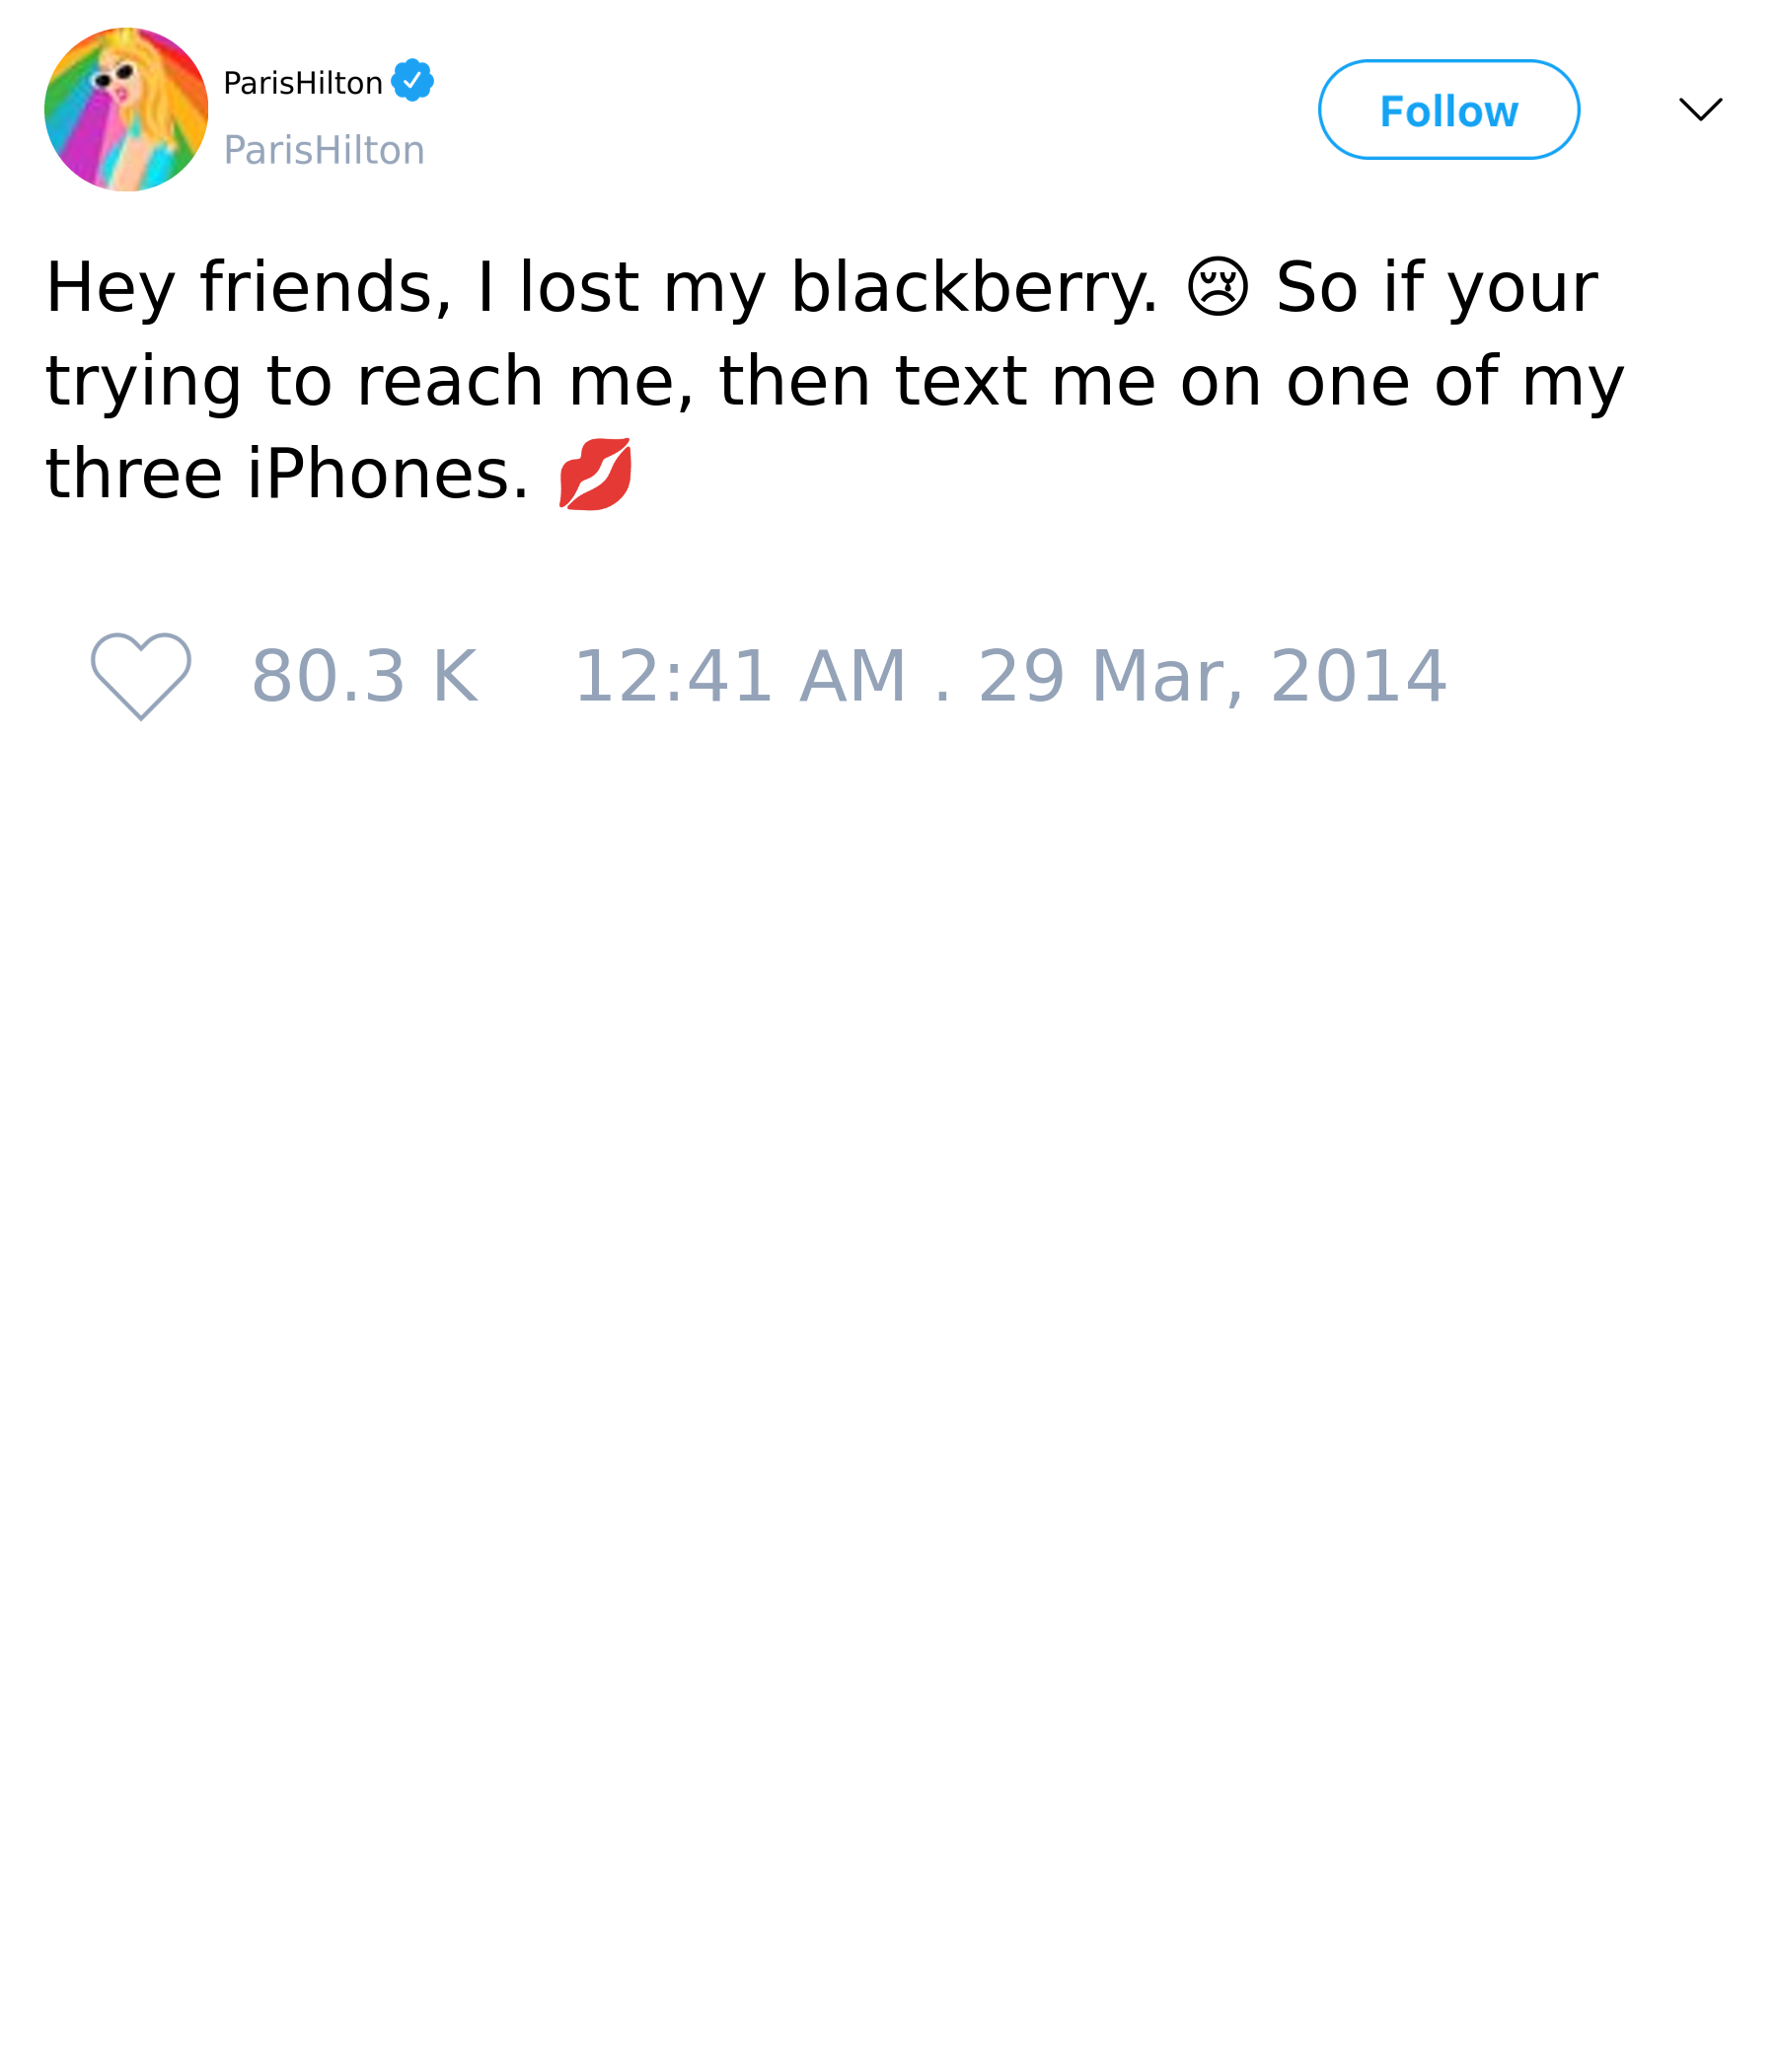 ParisHilton
ParisHilton
Follow
Hey friends, I lost my blackberry. 😢 So if your
trying to reach me, then text me on one of my
three iPhones. 💋
80.3 K 12:41 AM . 29 Mar, 2014